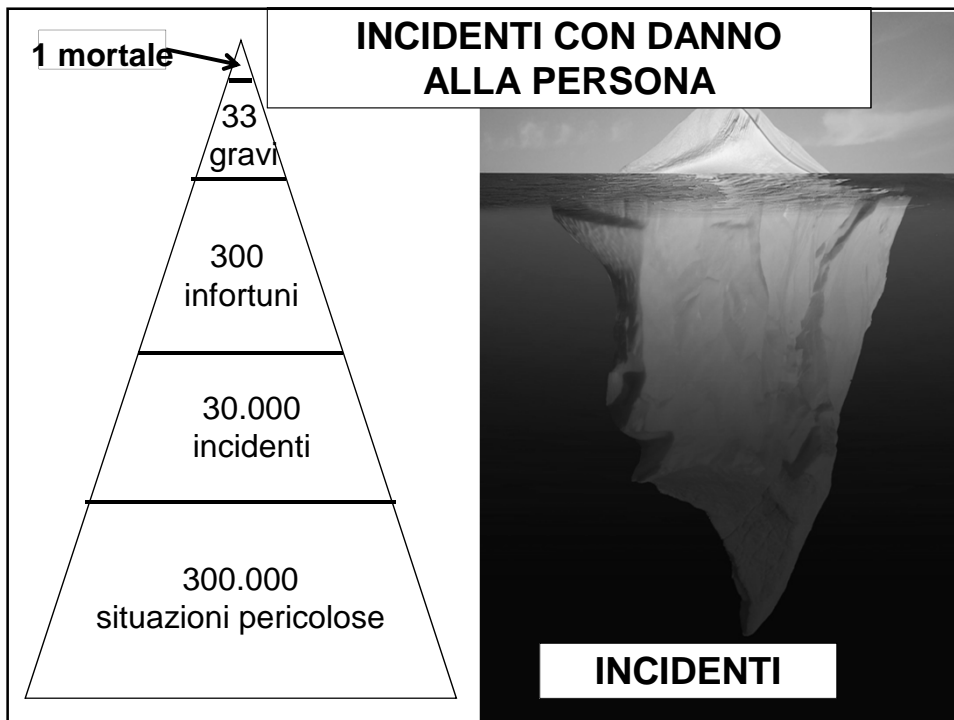 INCIDENTI CON DANNO
ALLA PERSONA
1 mortale
33
gravi
300
infortuni
30.000
incidenti
300.000
situazioni pericolose
INCIDENTI